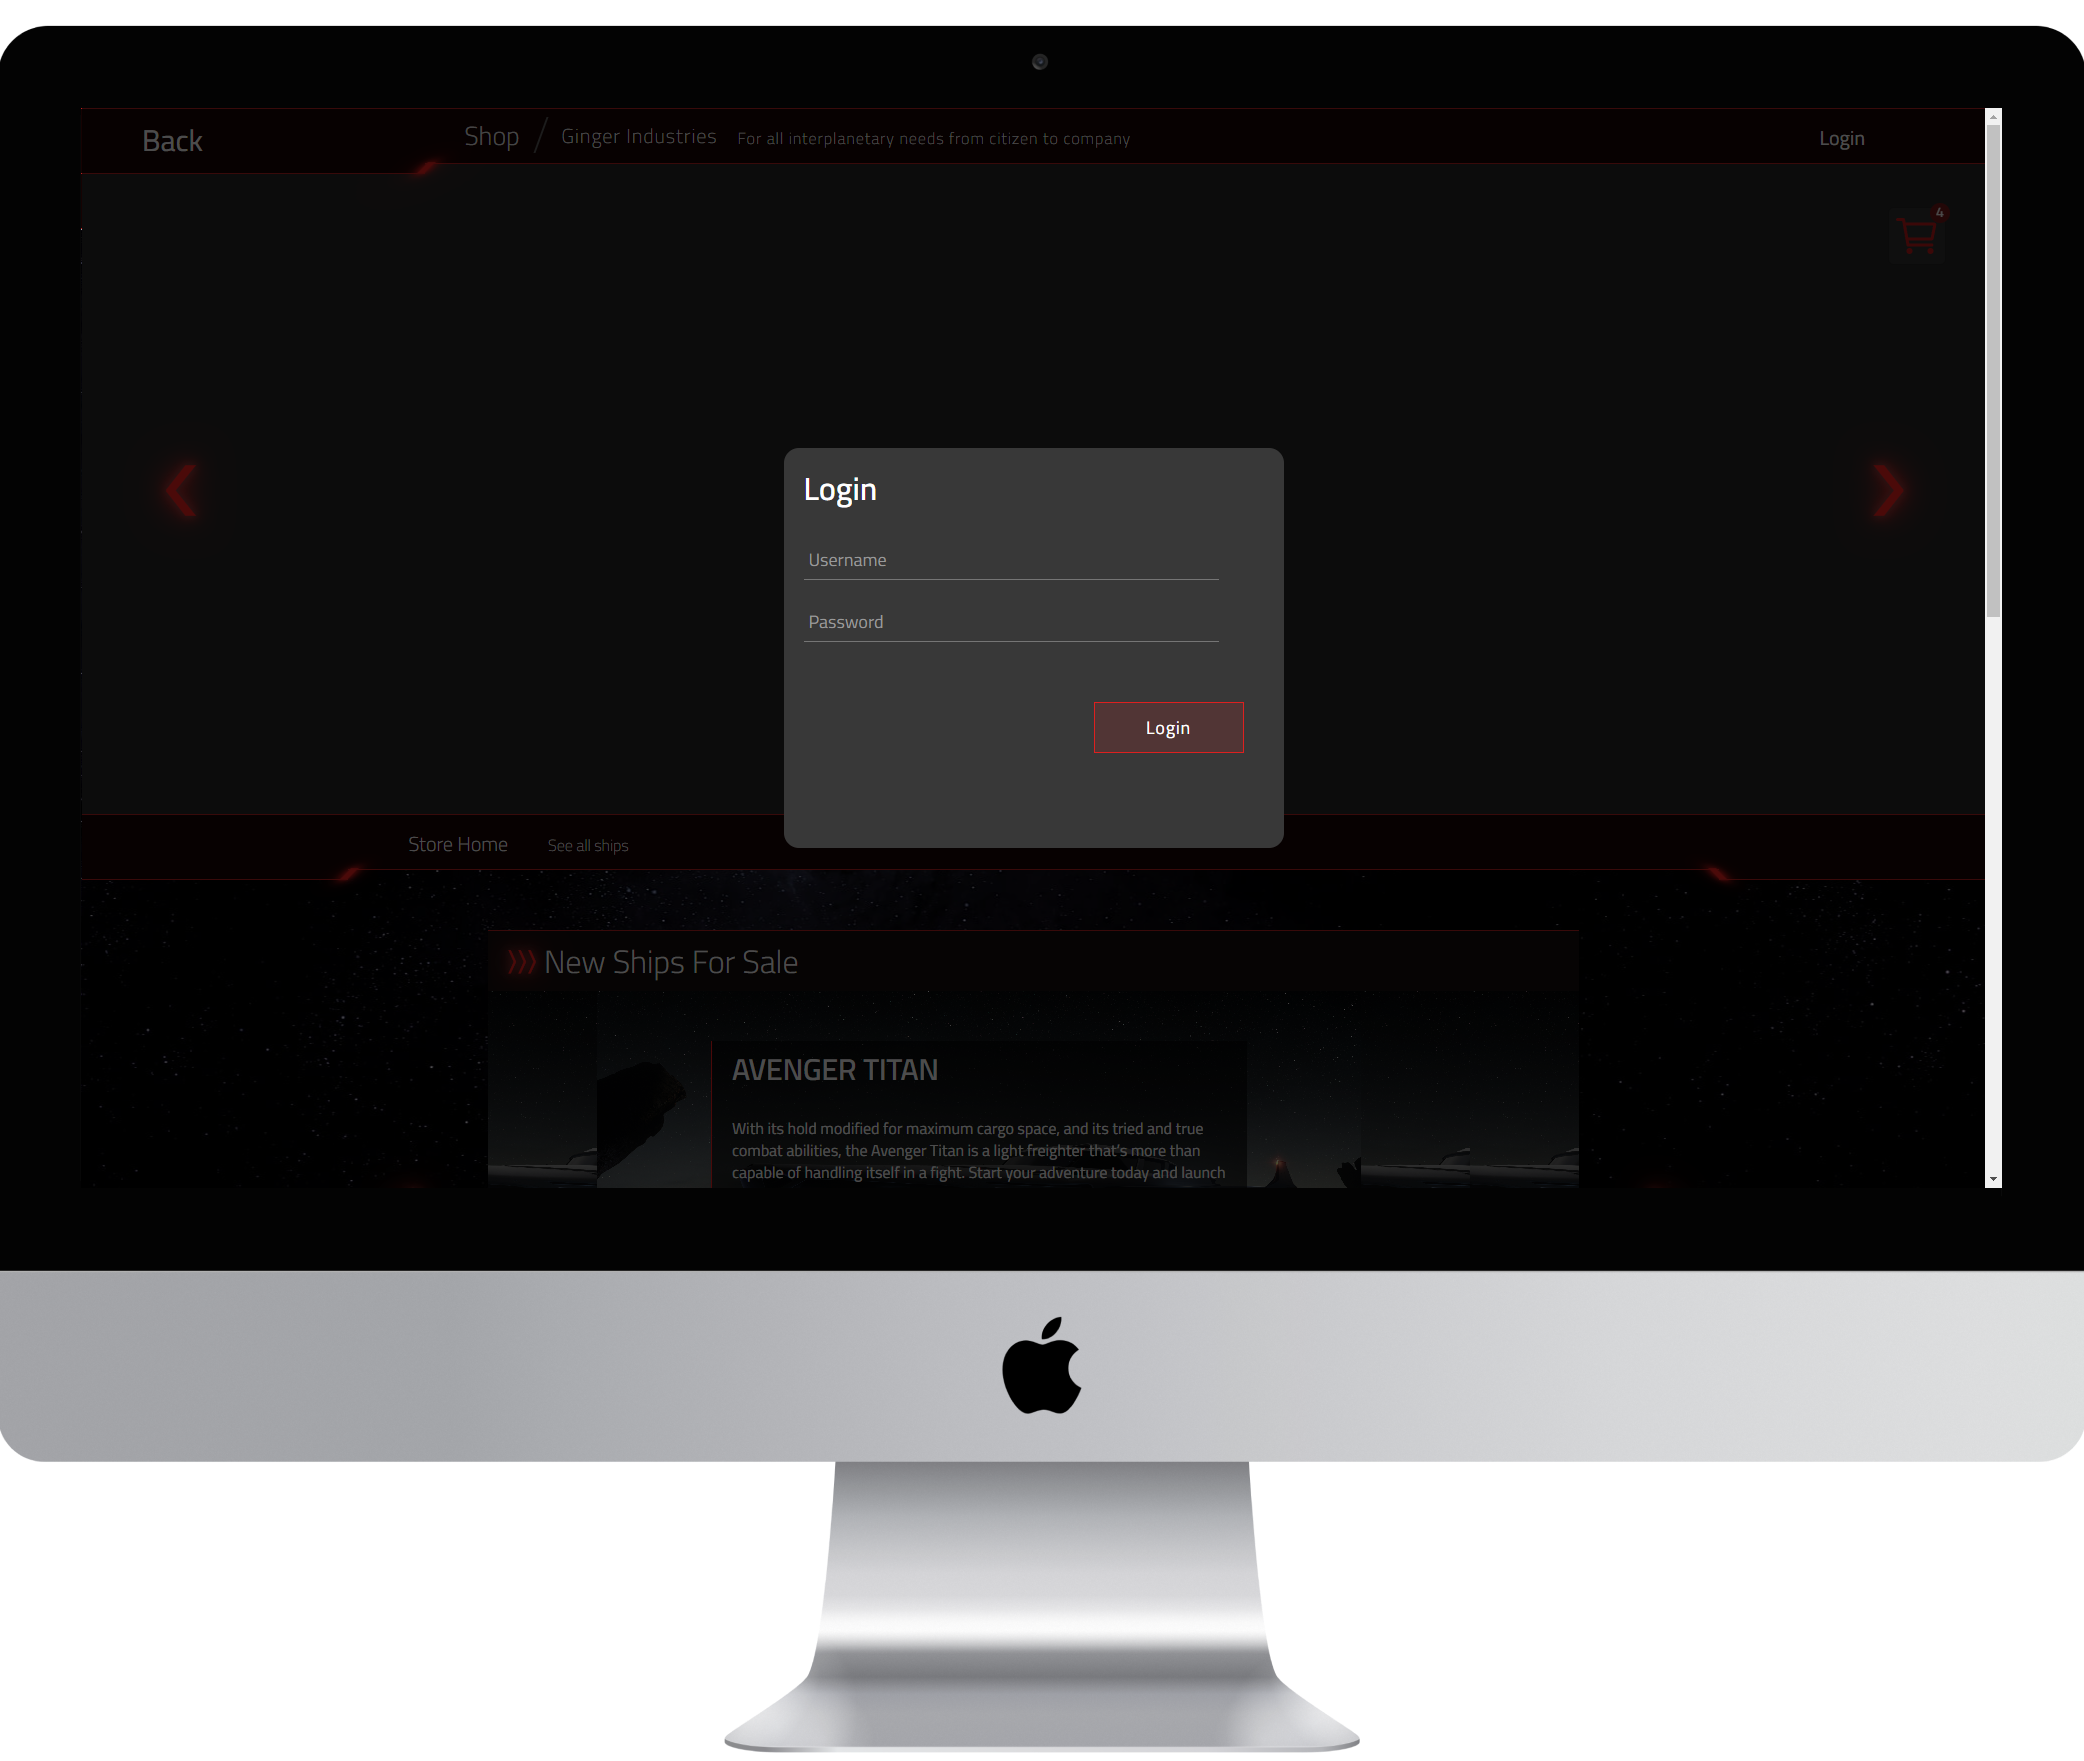 Back
Shop / Ginger Industries For all interplanetary needs from citizen to company
Login
4
Login
Username
Password
Login
Store Home See all ships
New Ships For Sale
AVENGER TITAN
With its hold modified for maximum cargo space, and its tried and true
combat abilities, the Avenger Titan is a light freighter that's more than
capable of handling itself in a fight. Start your adventure today and launch